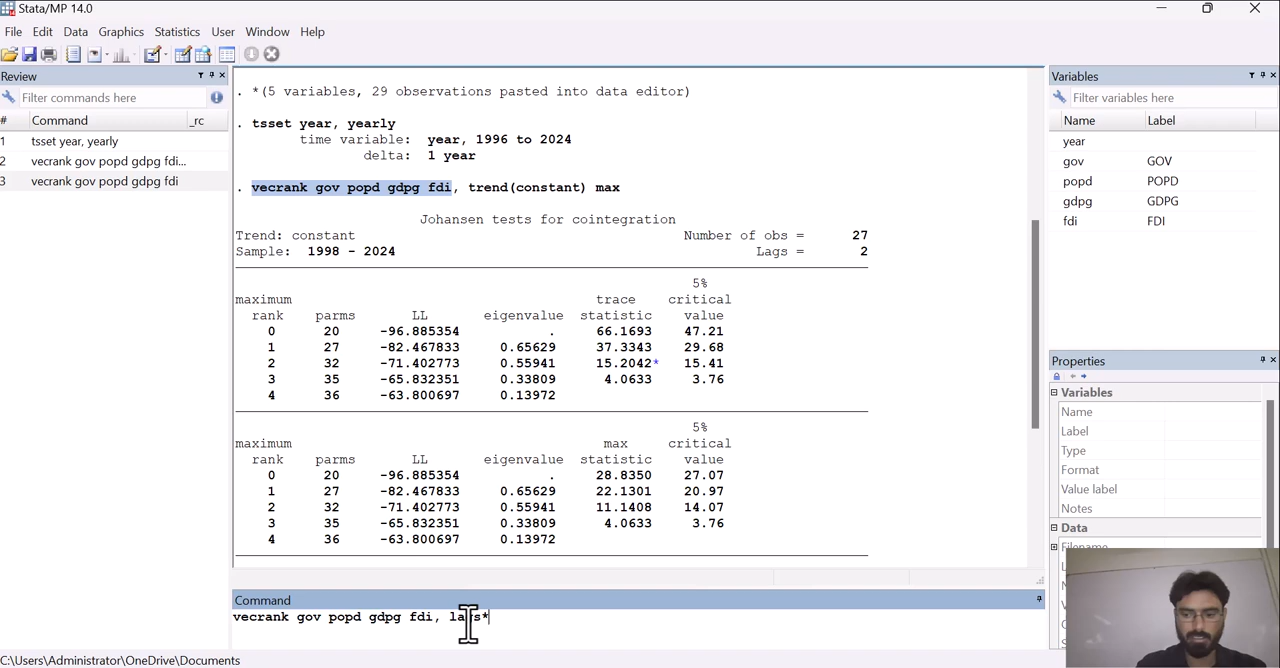 Stata/MP 14.0
File Edit Data Graphics Statistics User Window Help
Review
Filter commands here
# Command _rc
1 tsset year, yearly
2 vecrank gov popd gdpg fdi...
3 vecrank gov popd gdpg fdi
. *(5 variables, 29 observations pasted into data editor)
. tsset year, yearly
time variable: year, 1996 to 2024
delta: 1 year
. vecrank gov popd gdpg fdi, trend(constant) max
Johansen tests for cointegration
Trend: constant Number of obs = 27
Sample: 1998 - 2024 Lags = 2
5%
maximum trace critical
rank parms LL eigenvalue statistic value
0 20 -96.885354 . 66.1693 47.21
1 27 -82.467833 0.65629 37.3343 29.68
2 32 -71.402773 0.55941 15.2042* 15.41
3 35 -65.832351 0.33809 4.0633 3.76
4 36 -63.800697 0.13972
5%
maximum max critical
rank parms LL eigenvalue statistic value
0 20 -96.885354 . 28.8350 27.07
1 27 -82.467833 0.65629 22.1301 20.97
2 32 -71.402773 0.55941 11.1408 14.07
3 35 -65.832351 0.33809 4.0633 3.76
4 36 -63.800697 0.13972
Command
vecrank gov popd gdpg fdi, lags*
Variables
Filter variables here
Name Label
year
gov GOV
popd POPD
gdpg GDPG
fdi FDI
Properties
Variables
Name
Label
Type
Format
Value label
Notes
Data
Filename
C:\Users\Administrator\OneDrive\Documents